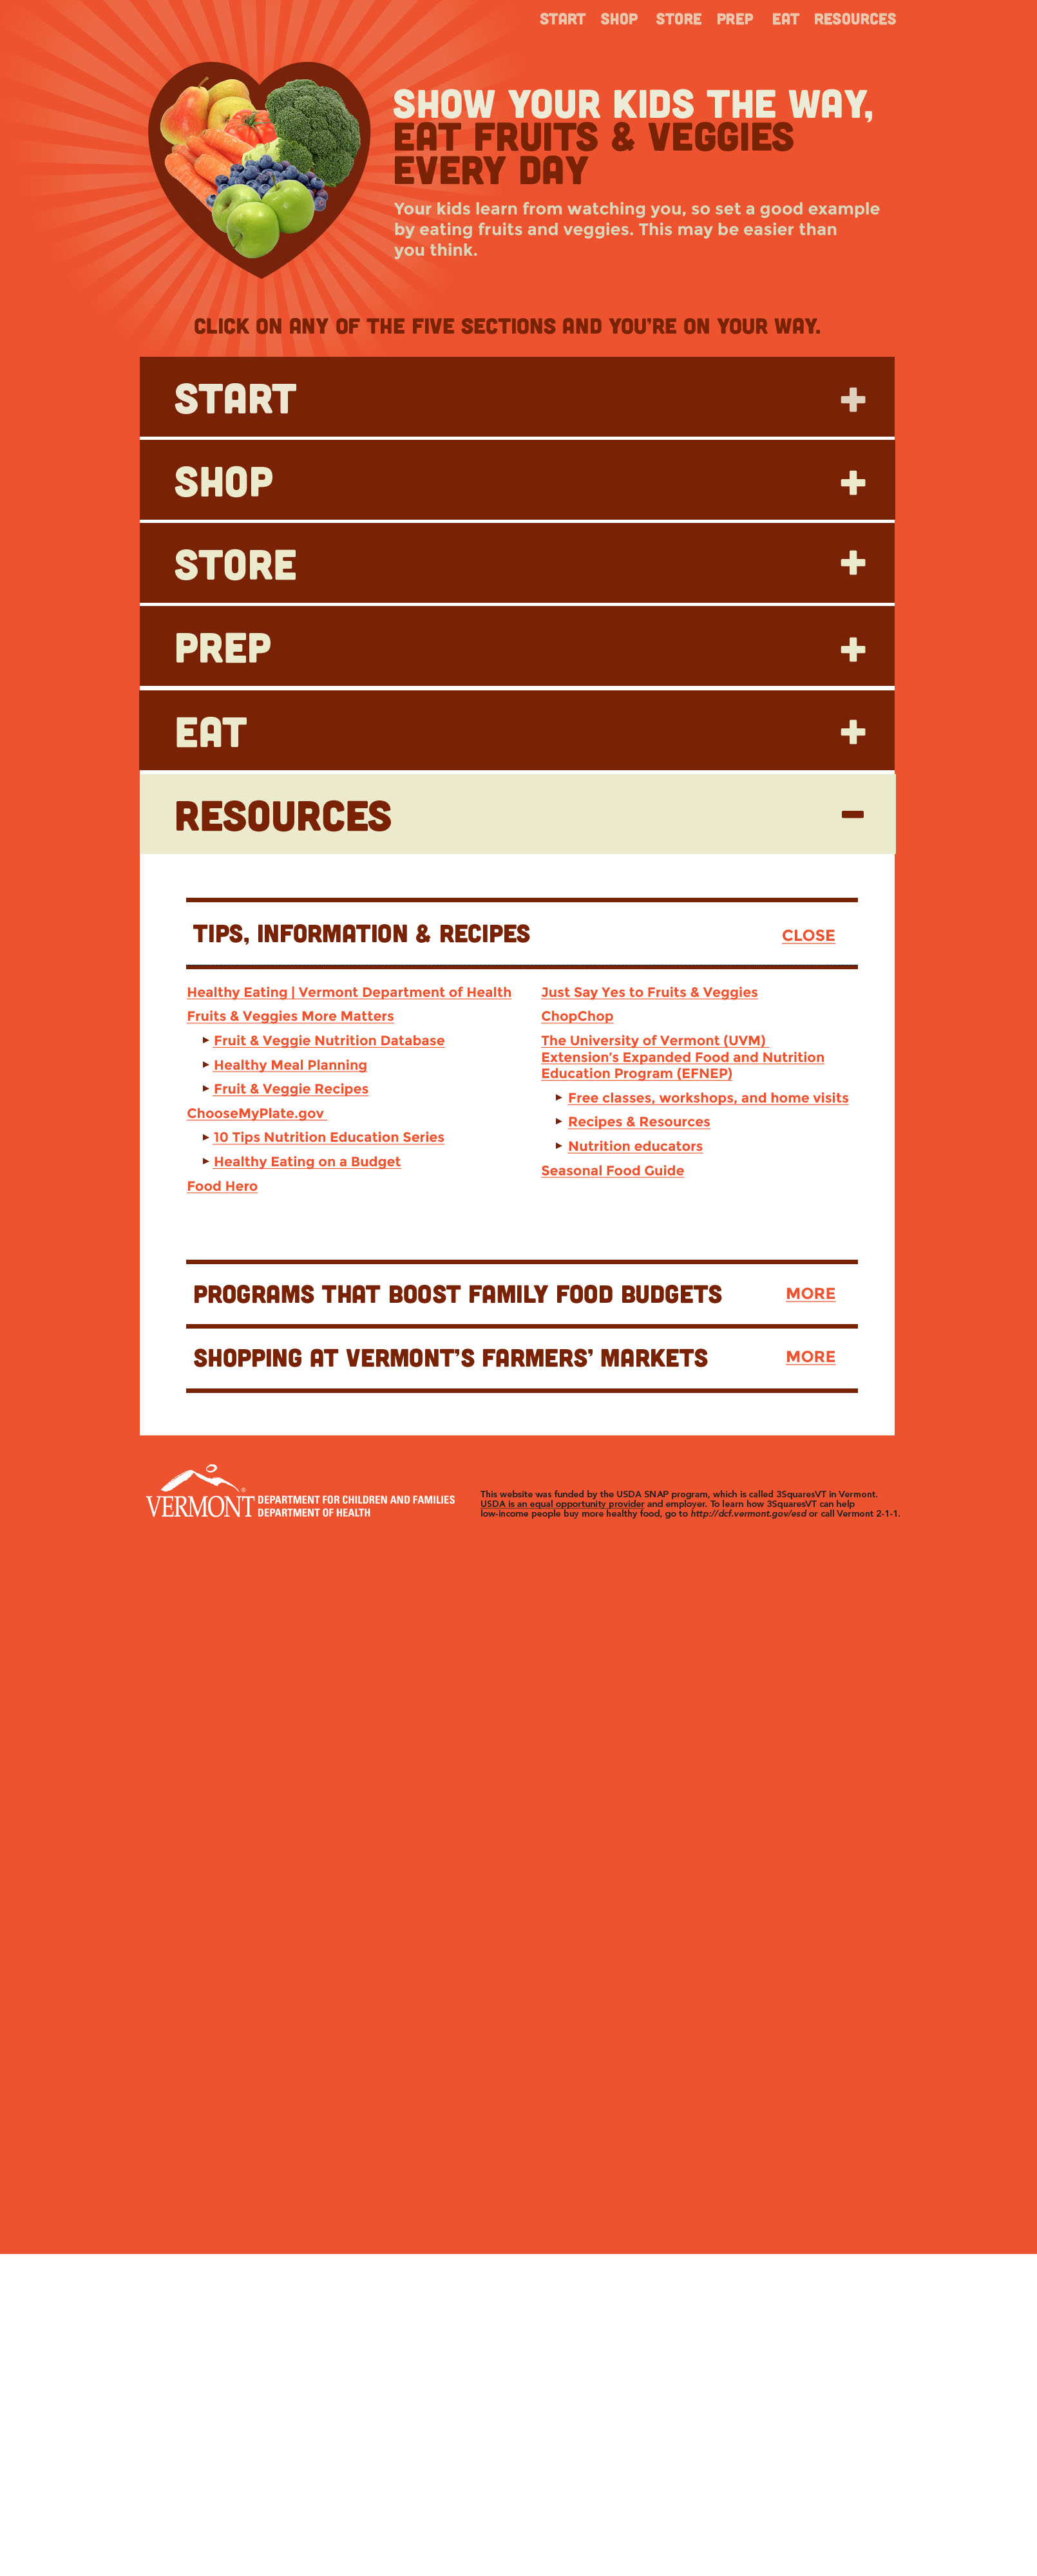 START SHOP STORE PREP EAT RESOURCES
SHOW YOUR KIDS THE WAY,
EAT FRUITS & VEGGIES
EVERY DAY
Your kids learn from watching you, so set a good example
by eating fruits and veggies. This may be easier than
you think.
CLICK ON ANY OF THE FIVE SECTIONS AND YOU'RE ON YOUR WAY.
START
SHOP
STORE
PREP
EAT
RESOURCES
TIPS, INFORMATION & RECIPES
CLOSE
Healthy Eating | Vermont Department of Health
Fruits & Veggies More Matters
Fruit & Veggie Nutrition Database
Healthy Meal Planning
Fruit & Veggie Recipes
ChooseMyPlate.gov
10 Tips Nutrition Education Series
Healthy Eating on a Budget
Food Hero
Just Say Yes to Fruits & Veggies
ChopChop
The University of Vermont (UVM)
Extension's Expanded Food and Nutrition
Education Program (EFNEP)
Free classes, workshops, and home visits
Recipes & Resources
Nutrition educators
Seasonal Food Guide
PROGRAMS THAT BOOST FAMILY FOOD BUDGETS
MORE
SHOPPING AT VERMONT'S FARMERS' MARKETS
MORE
VERMONT® DEPARTMENT FOR CHILDREN AND FAMILIES
DEPARTMENT OF HEALTH
This website was funded by the USDA SNAP program, which is called 3SquaresVT in Vermont.
USDA is an equal opportunity provider and employer. To learn how 3SquaresVT can help
low-income people buy more healthy food, go to http://dcf.vermont.gov/esd or call Vermont 2-1-1.